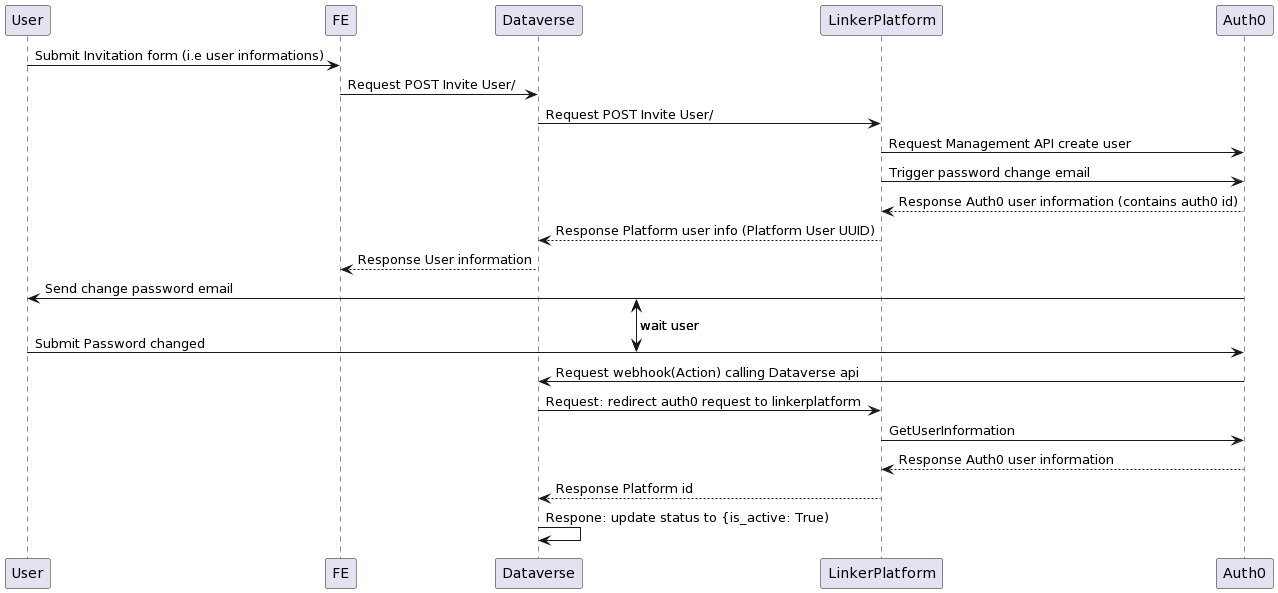 User FE Dataverse LinkerPlatform Auth0
Submit Invitation form (i.e user informations)
Request POST Invite User/
Request POST Invite User/
Request Management API create user
Trigger password change email
Response Auth0 user information (contains auth0 id)
Response Platform user info (Platform User UUID)
Response User information
Send change password email
wait user
Submit Password changed
Request webhook(Action) calling Dataverse api
Request: redirect auth0 request to linkerplatform
GetUserInformation
Response Auth0 user information
Response Platform id
Respone: update status to {is_active: True)
User FE Dataverse LinkerPlatform Auth0